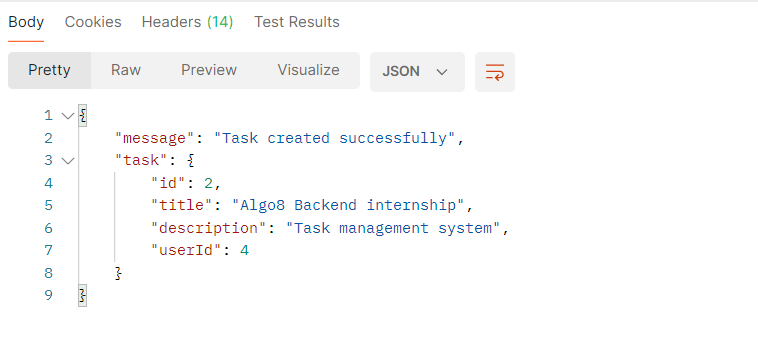 Body Cookies Headers (14) Test Results
Pretty Raw Preview Visualize JSON
1 {
2 "message": "Task created successfully",
3 "task": {
4 "id": 2,
5 "title": "Algo8 Backend internship",
6 "description": "Task management system",
7 "userId": 4
8 }
9 }